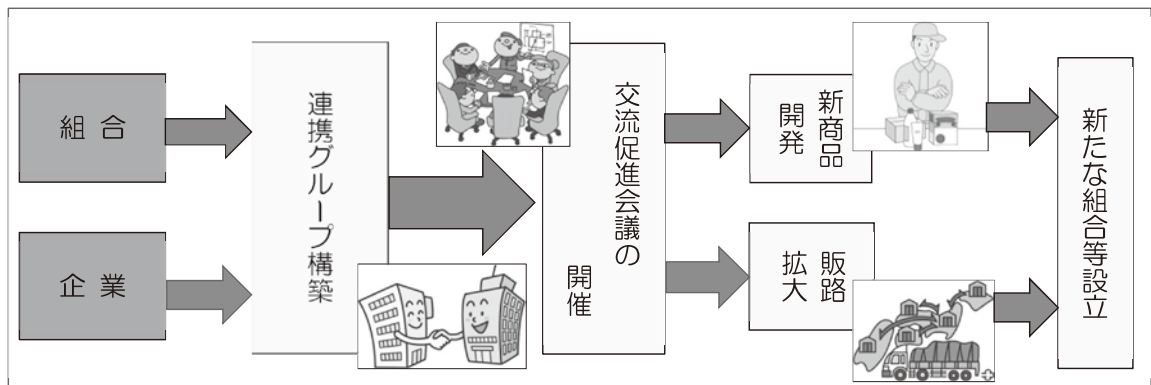 組合
企業
連携グループ構築
交流促進会議の
開催
新商品
開発
販路
拡大
新たな組合等設立